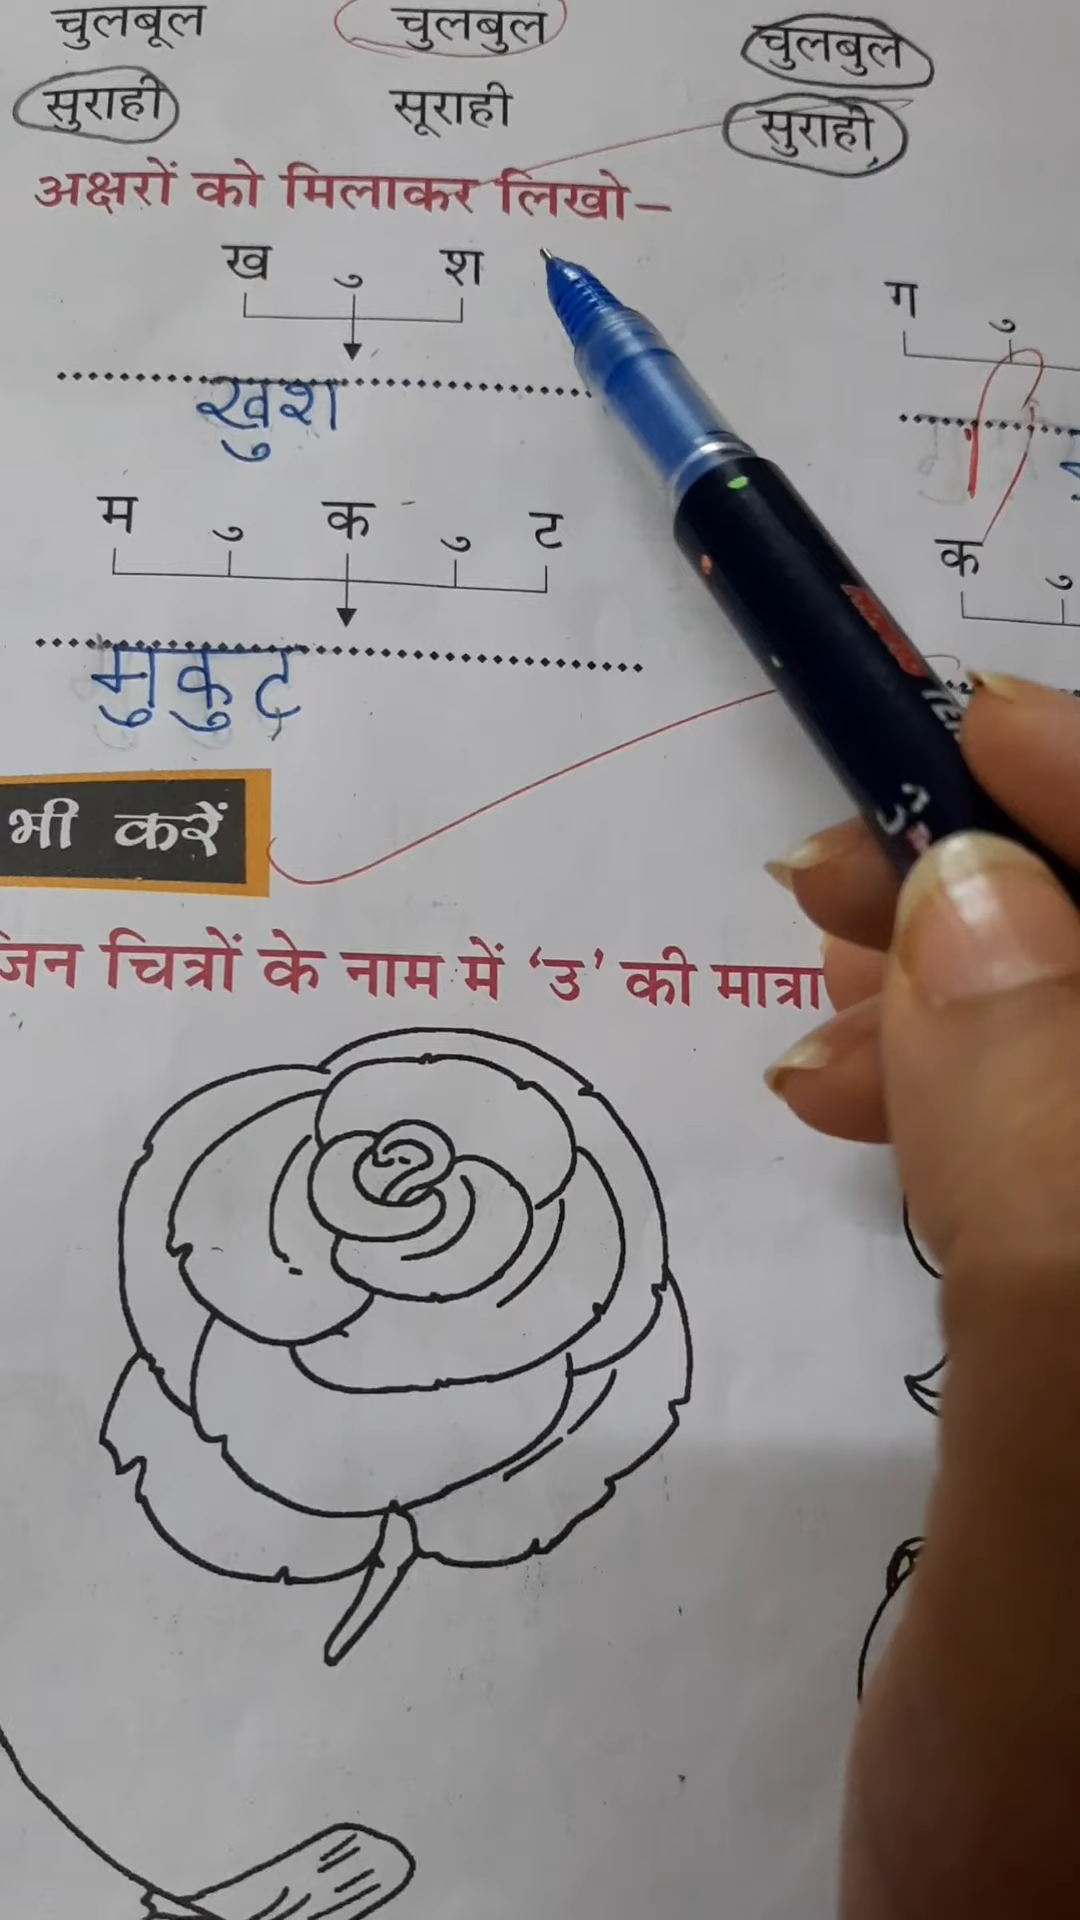 चुलबूल चुलबुल चुलबुल
सुराही सूराही सुराही
अक्षरों को मिलाकर लिखो–
ख ु श
ग ु
खुश
म ु क ु ट
क ु
मुकुट
भी करें
जिन चित्रों के नाम में ‘उ’ की मात्रा